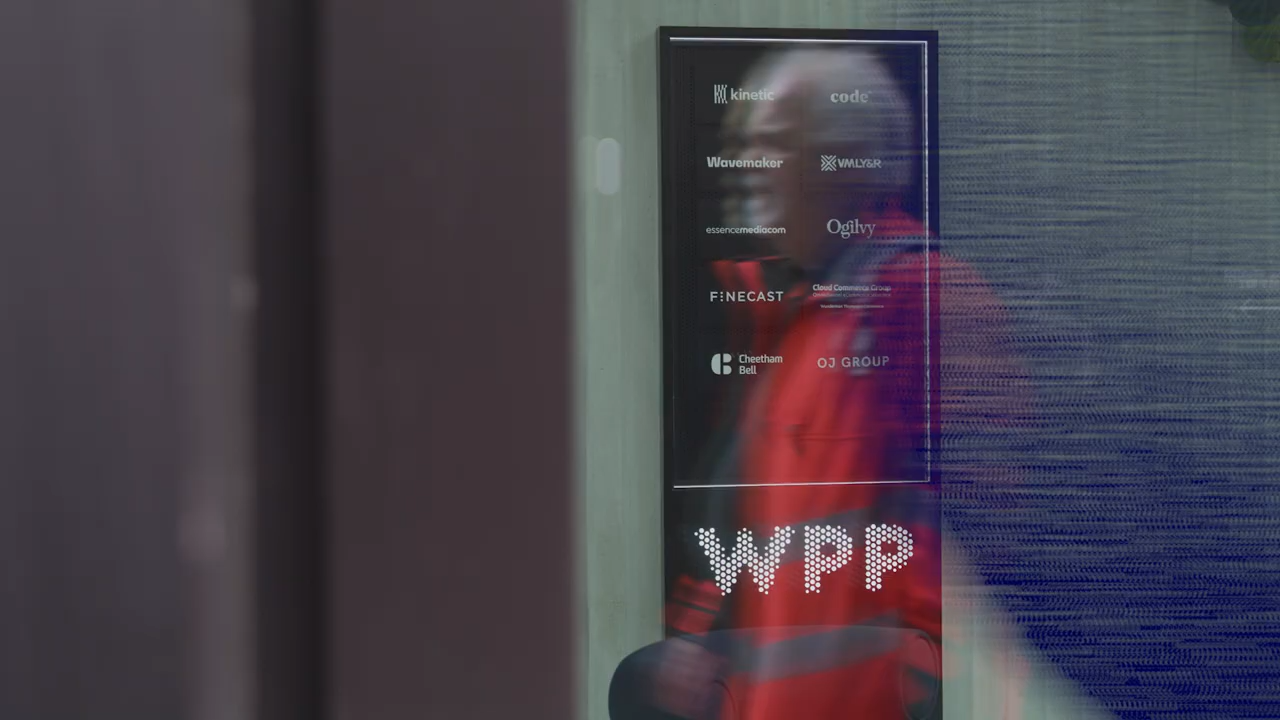 kinetic
code
Wavemaker
VMLY&R
essencemediacom
Ogilvy
FINECAST
Cloud Commerce Group
Cheetham
Bell
OJ GROUP
WPP